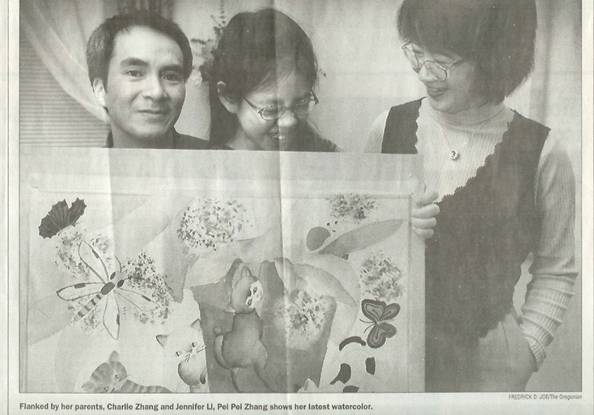 FREDRICK D. JOE/The Oregonian
Flanked by her parents, Charlie Zhang and Jennifer Li, Pei Pei Zhang shows her latest watercolor.